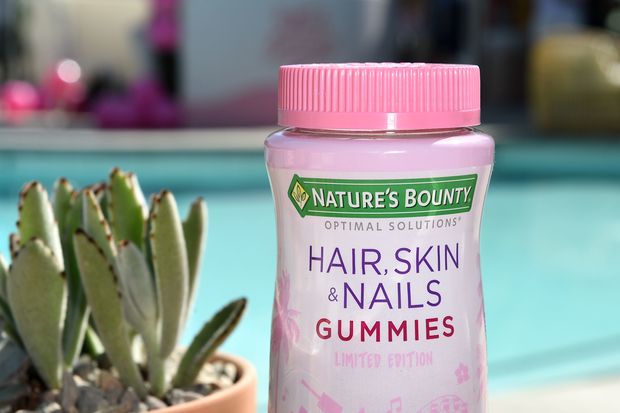 NATURE'S BOUNTY®
OPTIMAL SOLUTIONS®
HAIR, SKIN
& NAILS
GUMMIES
LIMITED EDITION